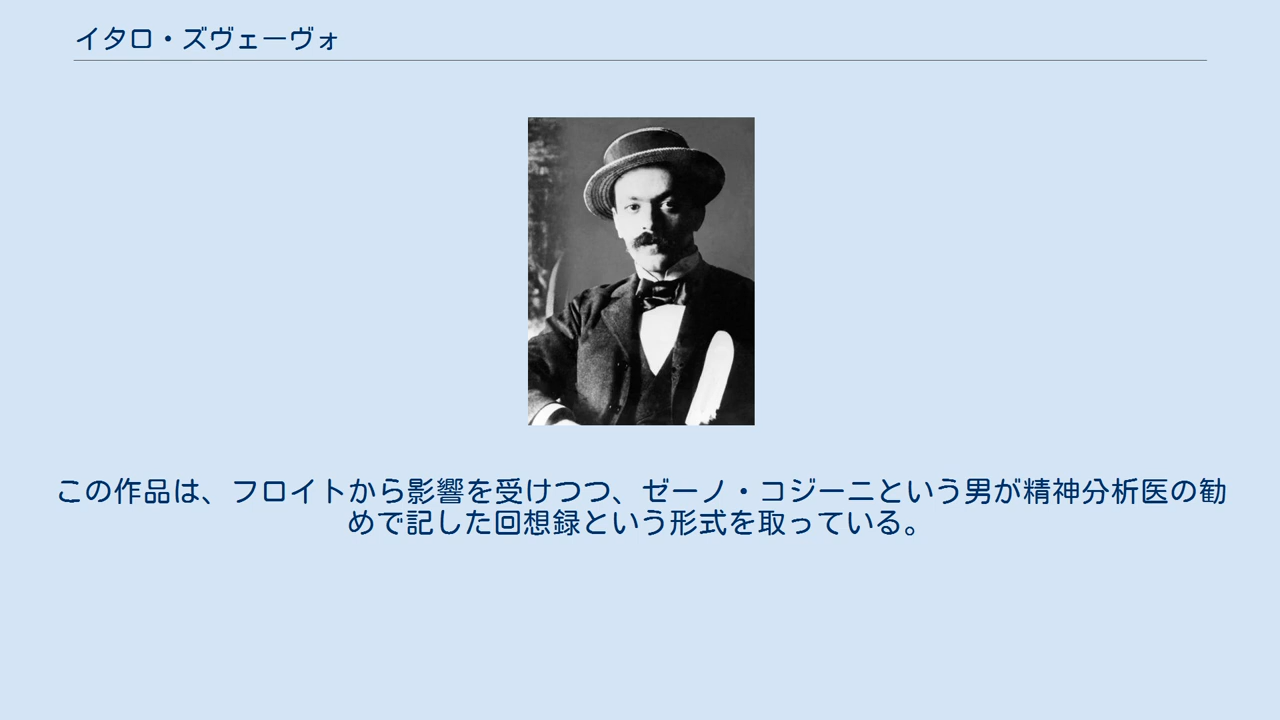 イタロ・ズヴェーヴォ
この作品は、フロイトから影響を受けつつ、ゼーノ・コジーニという男が精神分析医の勧
めで記した回想録という形式を取っている。